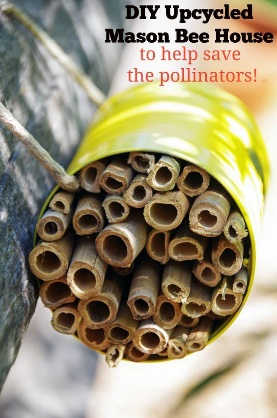 DIY Upcycled
Mason Bee House
to help save
the pollinators!